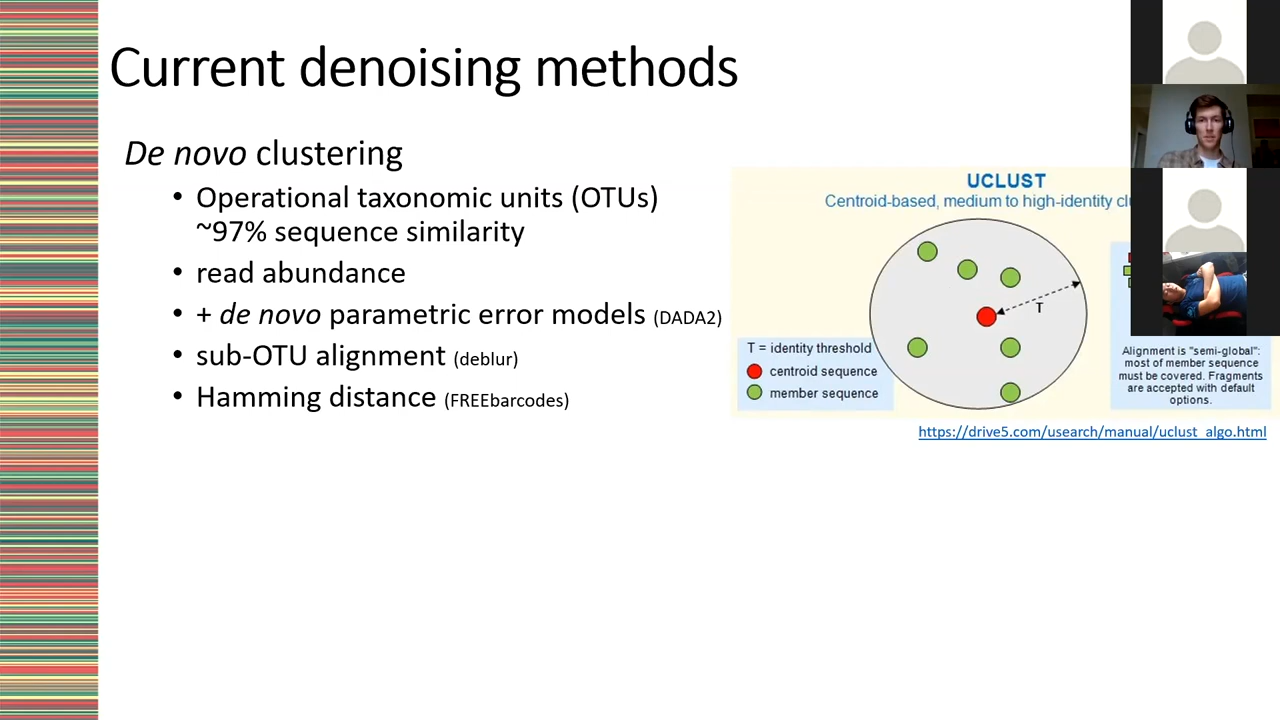 Current denoising methods
De novo clustering
• Operational taxonomic units (OTUs)
~97% sequence similarity
• read abundance
• + de novo parametric error models (DADA2)
• sub-OTU alignment (deblur)
• Hamming distance (FREEbarcodes)
UCLUST
Centroid-based, medium to high-identity
T
T = identity threshold
centroid sequence
member sequence
Alignment is "semi-global":
most of member sequence
must be covered. Fragments
are accepted with default
options.
https://drive5.com/usearch/manual/uclust_algo.html